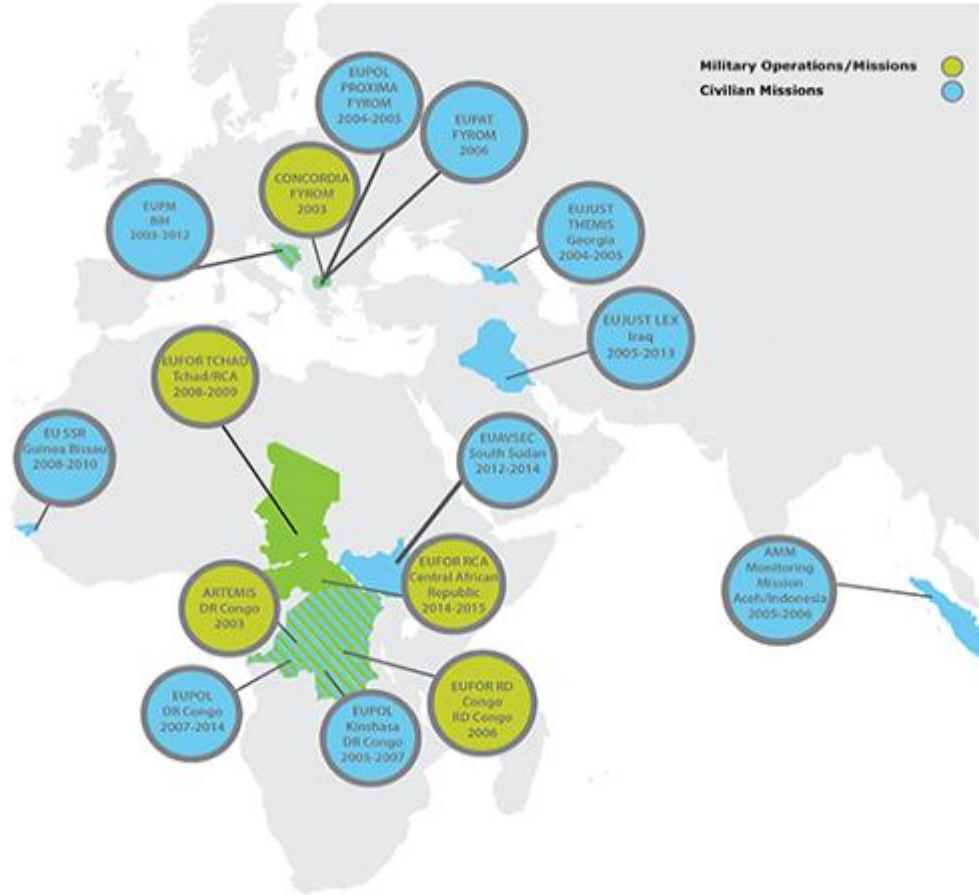 Military Operations/Missions
Civilian Missions
EUPOL
PROXIMA
FYROM
2004-2005
EUPAT
FYROM
2006
CONCORDIA
FYROM
2003
EUPM
BIH
2003-2012
EUJUST
THEMIS
Georgia
2004-2005
EUJUST LEX
Iraq
2005-2013
EUFOR TCHAD
Tchad/RCA
2008-2009
EU SSR
Guinea Bissau
2008-2010
EUAVSEC
South Sudan
2012-2014
EUFOR RCA
Central African
Republic
2014-2015
AMM
Monitoring
Mission
Aceh/Indonesia
2005-2006
ARTEMIS
DR Congo
2003
EUPOL
DR Congo
2007-2014
EUPOL
Kinshasa
DR Congo
2005-2007
EUFOR RD
Congo
RD Congo
2006